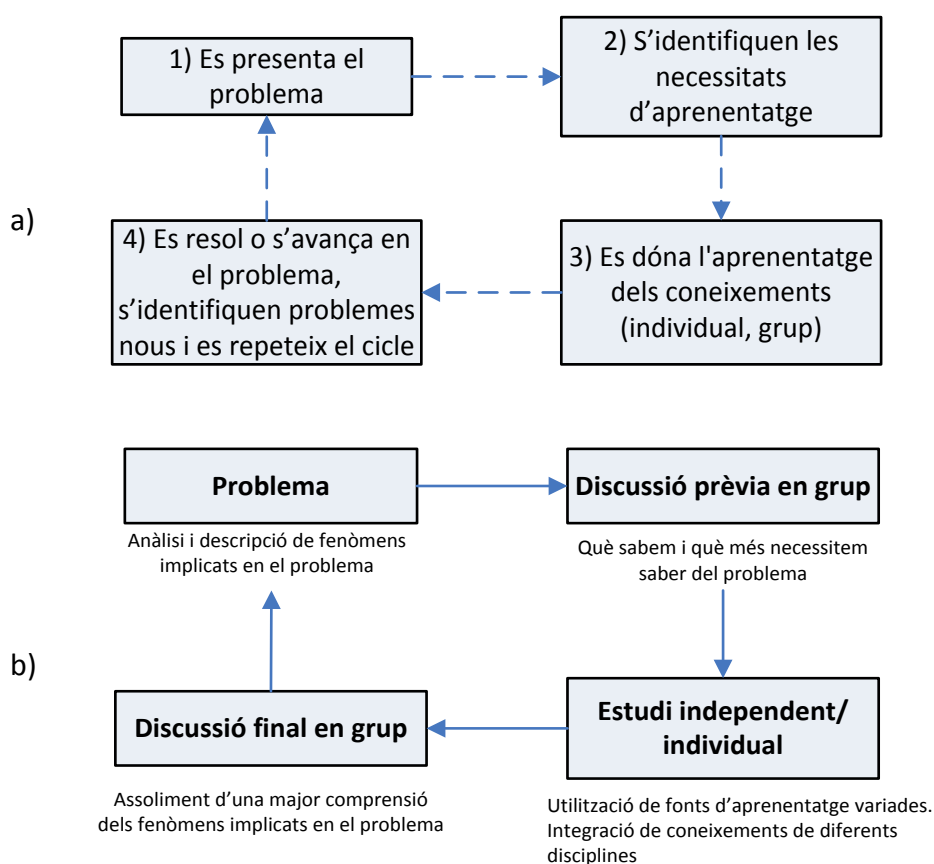 1) Es presenta el
problema
2) S’identifiquen les
necessitats
d’aprenentatge
a)
4) Es resol o s’avança en
el problema,
s’identifiquen problemes
nous i es repeteix el cicle
3) Es dóna l'aprenentatge
dels coneixements
(individual, grup)
Problema
Anàlisi i descripció de fenòmens
implicats en el problema
Discussió prèvia en grup
Què sabem i què més necessitem
saber del problema
b)
Discussió final en grup
Assoliment d’una major comprensió
dels fenòmens implicats en el problema
Estudi independent/
individual
Utilització de fonts d’aprenentatge variades.
Integració de coneixements de diferents
disciplines